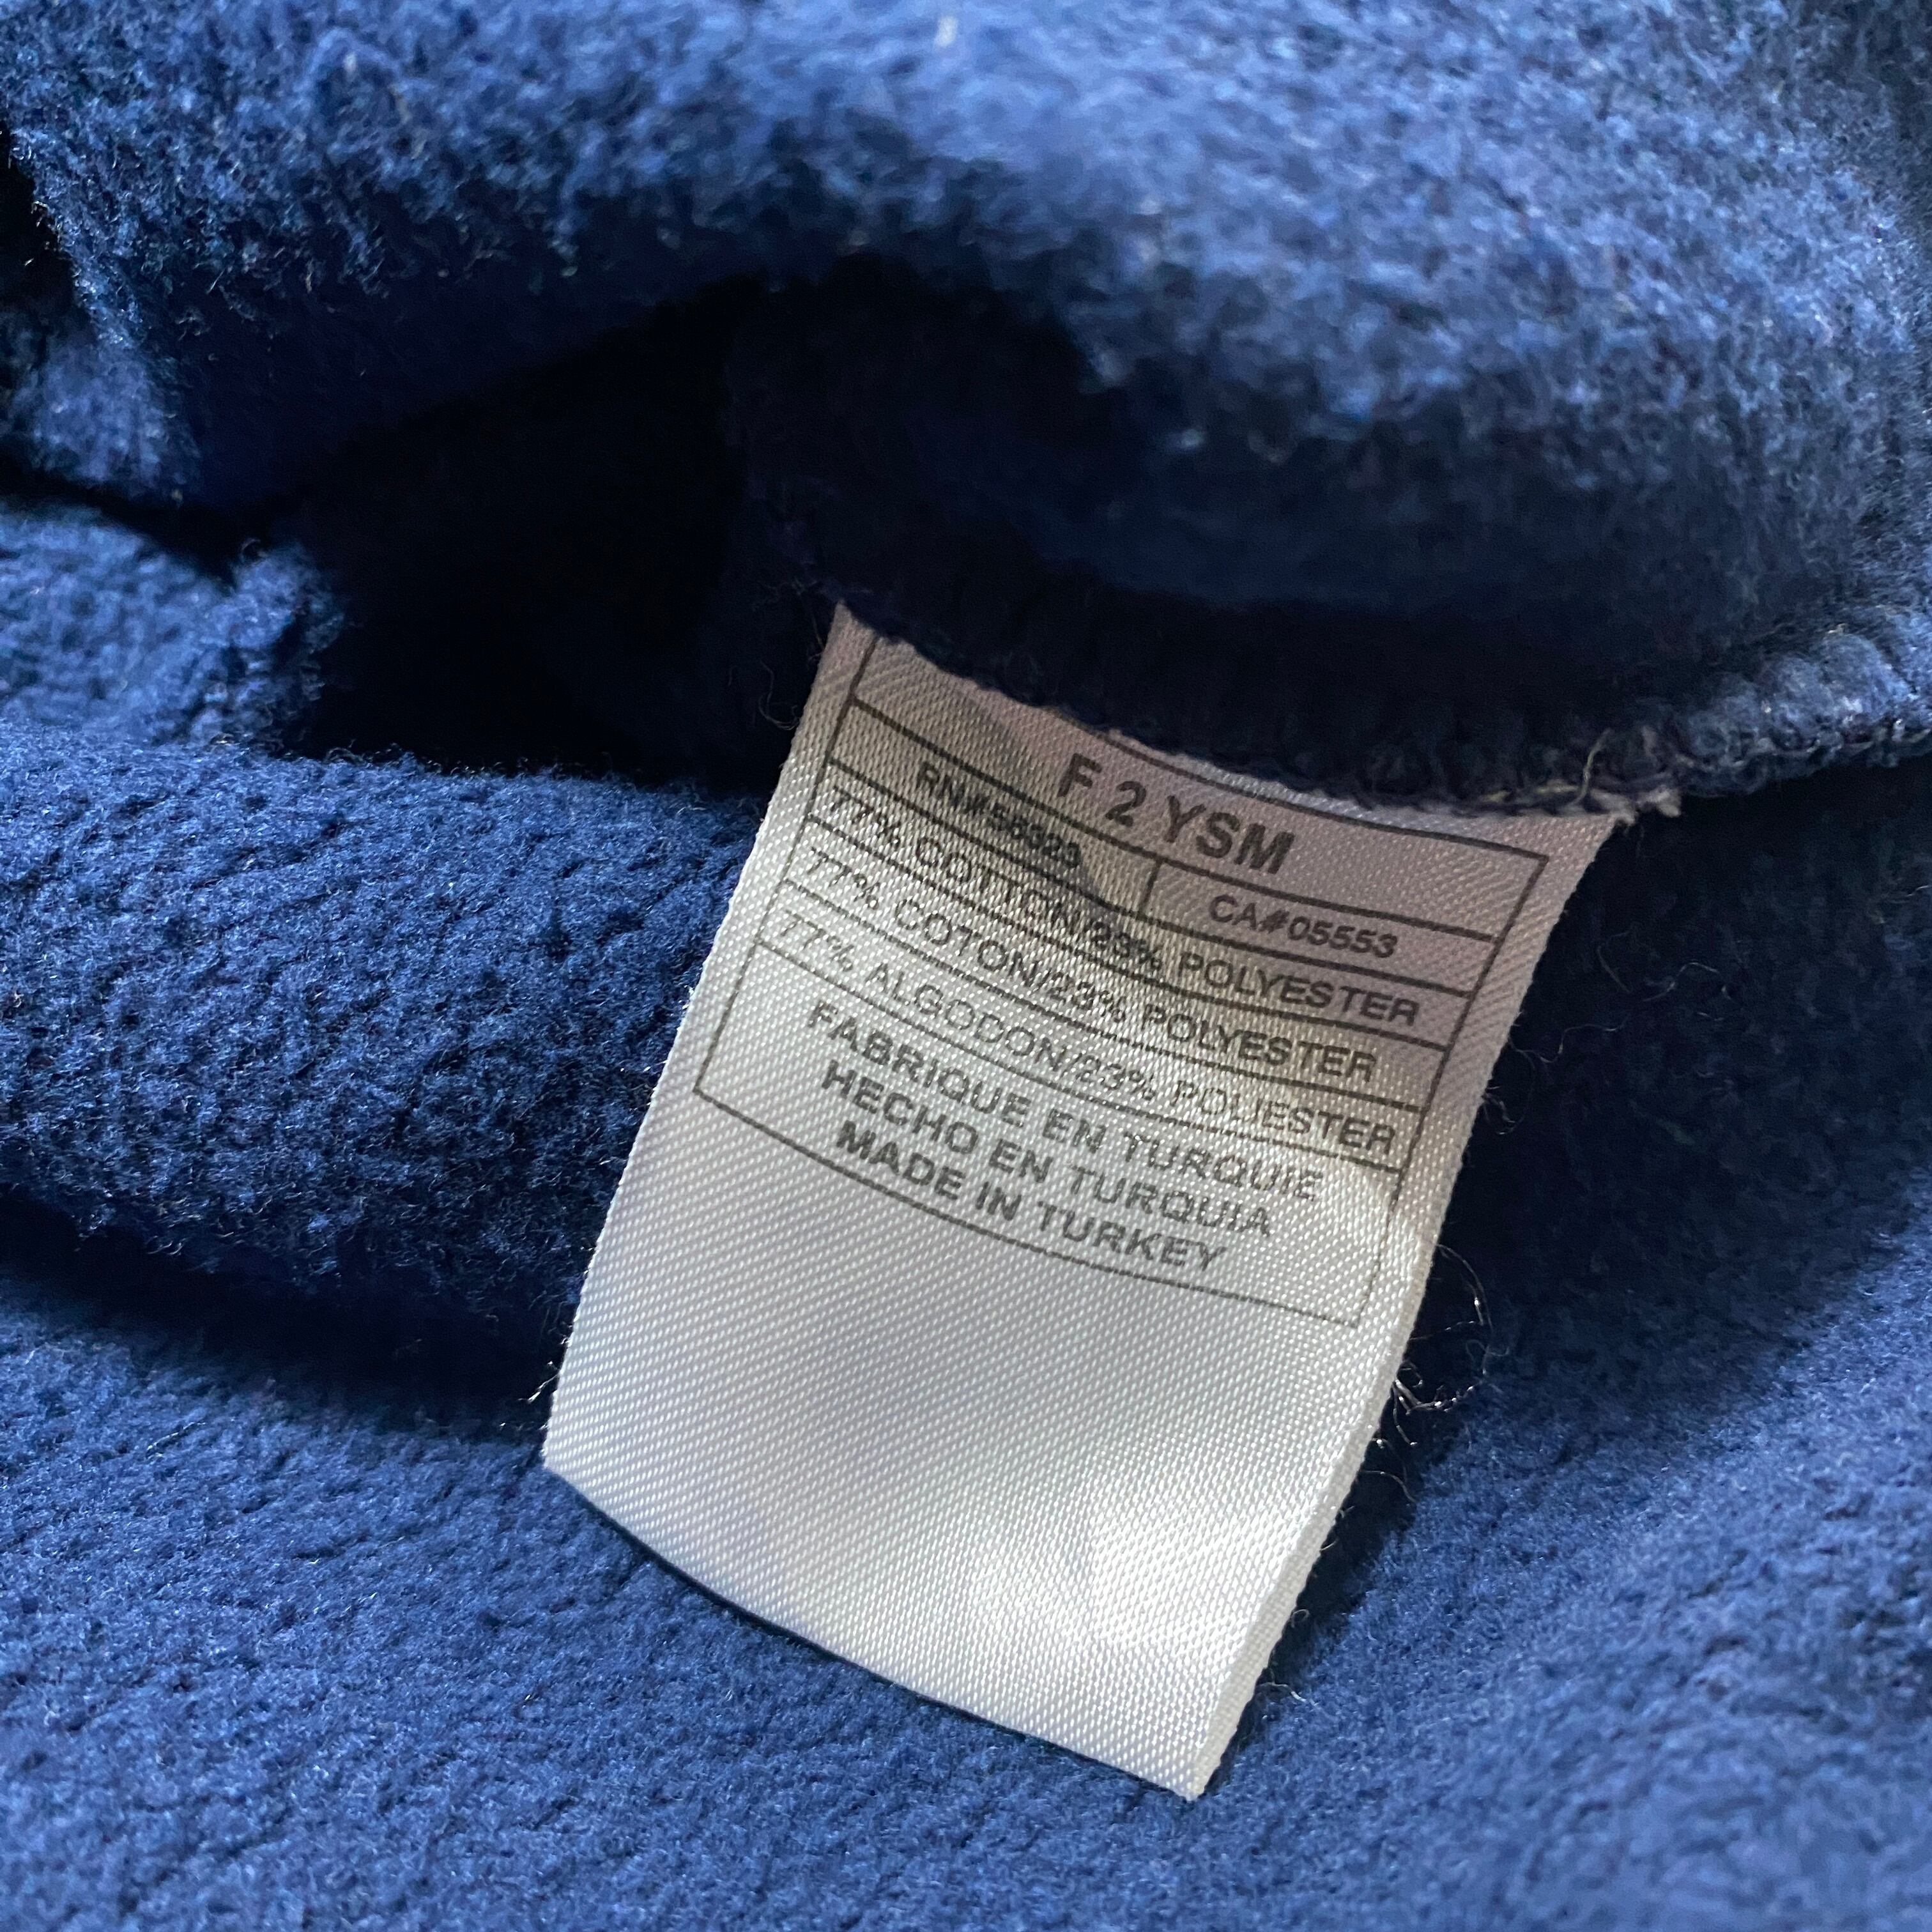 F 2 YSM
RN#56323 CA#05553
77% COTTON/23% POLYESTER
77% COTON/23% POLYESTER
77% ALGODON/23% POLIESTER
FABRIQUE EN TURQUIE
HECHO EN TURQUIA
MADE IN TURKEY